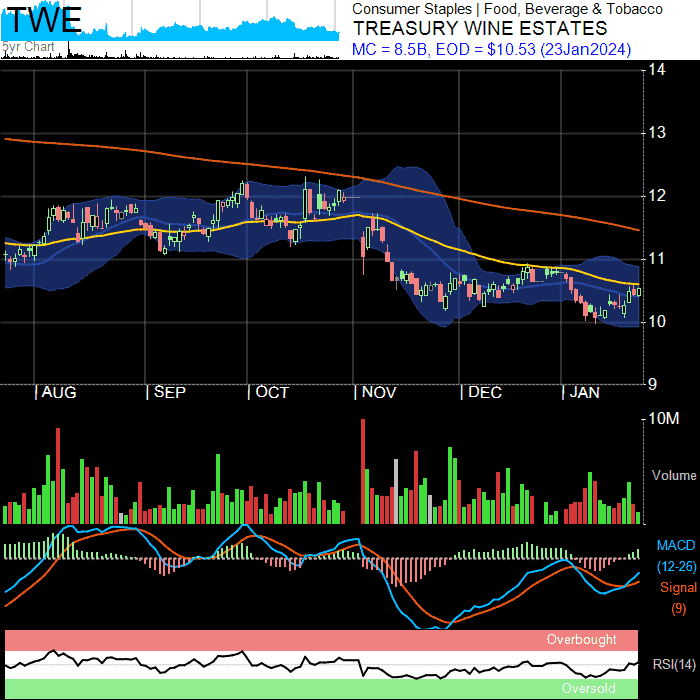 TWE
5yr Chart
Consumer Staples | Food, Beverage & Tobacco
TREASURY WINE ESTATES
MC = 8.5B, EOD = $10.53 (23Jan2024)
14
13
12
11
10
9
| AUG | SEP | OCT | NOV | DEC | JAN
10M
Volume
MACD
(12-26)
Signal
(9)
Overbought
RSI(14)
Oversold